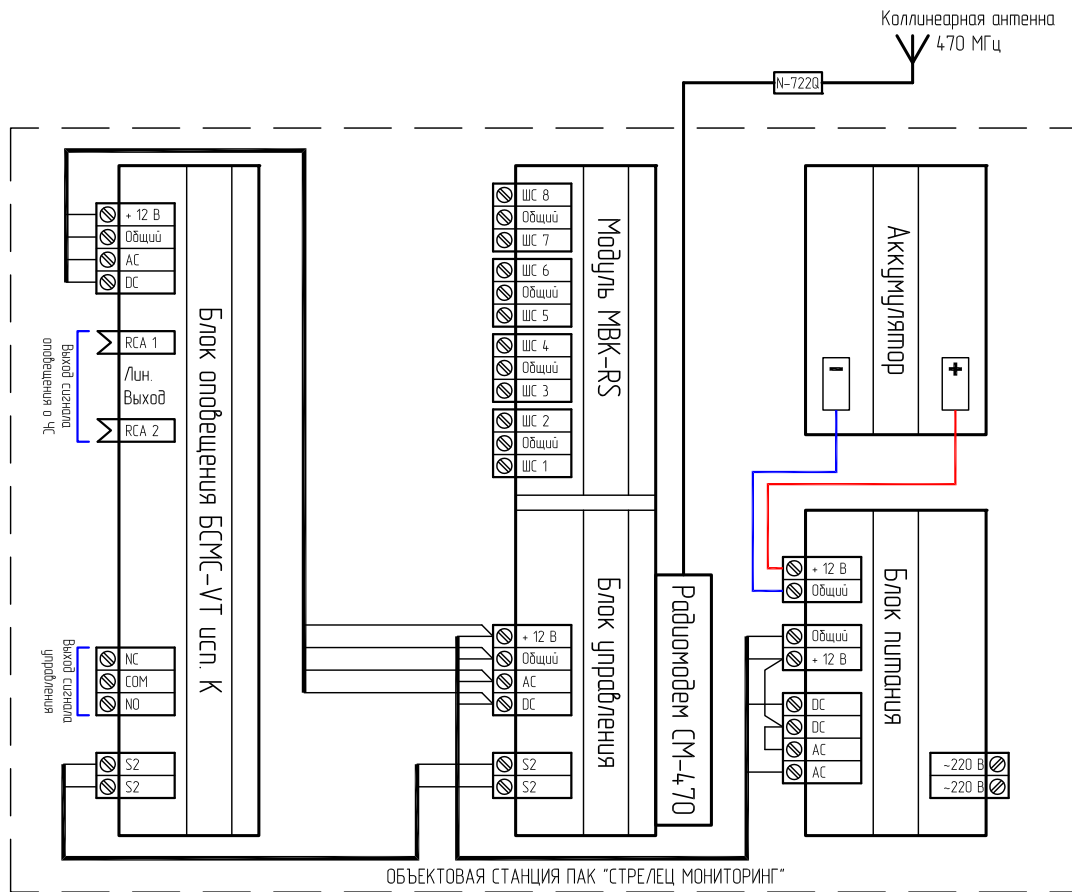 Коллинеарная антенна
470 МГц
N-722Q
+ 12 В
Общий
AC
DC
RCA 1
Лин.
Выход
RCA 2
Выход сигнала
оповещения о ЧС
Блок оповещения БСМС-VT исп. К
NC
COM
NO
Выход сигнала
управления
S2
S2
ШС 8
Общий
ШС 7
ШС 6
Общий
ШС 5
ШС 4
Общий
ШС 3
ШС 2
Общий
ШС 1
Модуль МВК-RS
+ 12 В
Общий
AC
DC
S2
S2
Блок управления
Радиомодем СМ-470
Аккумулятор
-
+
+ 12 В
Общий
Общий
+ 12 В
DC
DC
AC
AC
Блок питания
~220 В
~220 В
ОБЪЕКТОВАЯ СТАНЦИЯ ПАК "СТРЕЛЕЦ МОНИТОРИНГ"